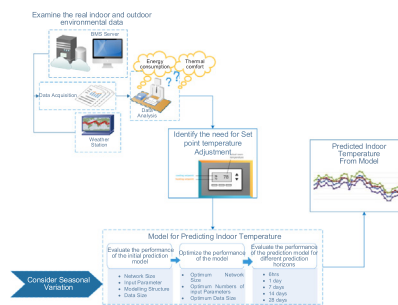 Examine the real indoor and outdoor
environmental data
BMS Server
Energy
consumption
Thermal
comfort
Data Acquisition
Data
Analysis
Weather
Station
Identify the need for Set
point temperature
Adjustment
Predicted Indoor
Temperature
From Model
Model for Predicting Indoor Temperature
Evaluate the performance
of the initial prediction
model
• Network Size
• Input Parameter
• Modelling Structure
• Data Size
Optimize the performance
of the model
• Optimum Network
Size
• Optimum Numbers of
Input Parameters
• Optimum Data Size
Evaluate the performance
of the prediction model for
different prediction
horizons
• 6hrs
• 1 day
• 7 days
• 14 days
• 28 days
Consider Seasonal
Variation